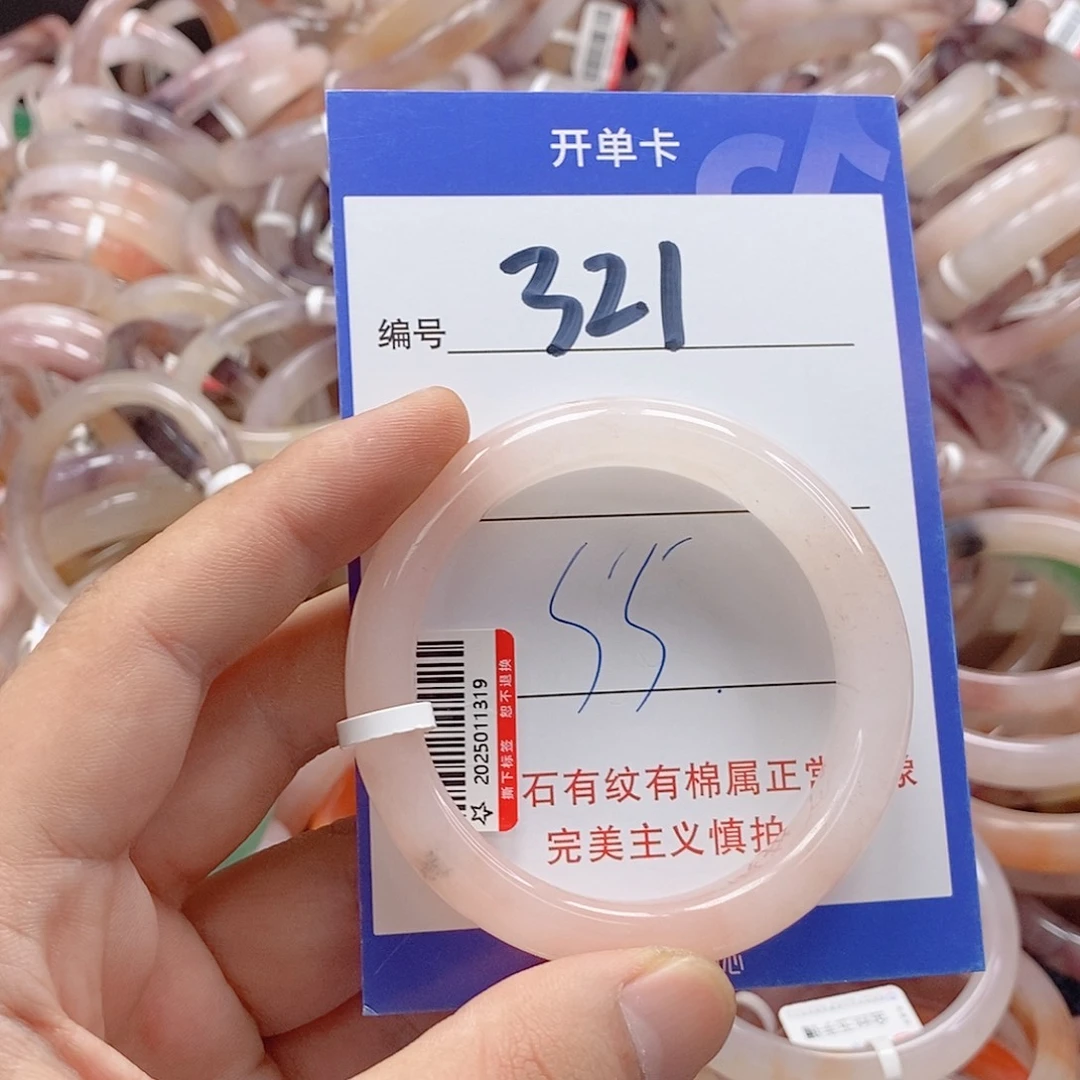 开单卡
编号 321
55.
2025011319
撕下标签 恕不退换
石有纹有棉属正常
完美主义慎拍